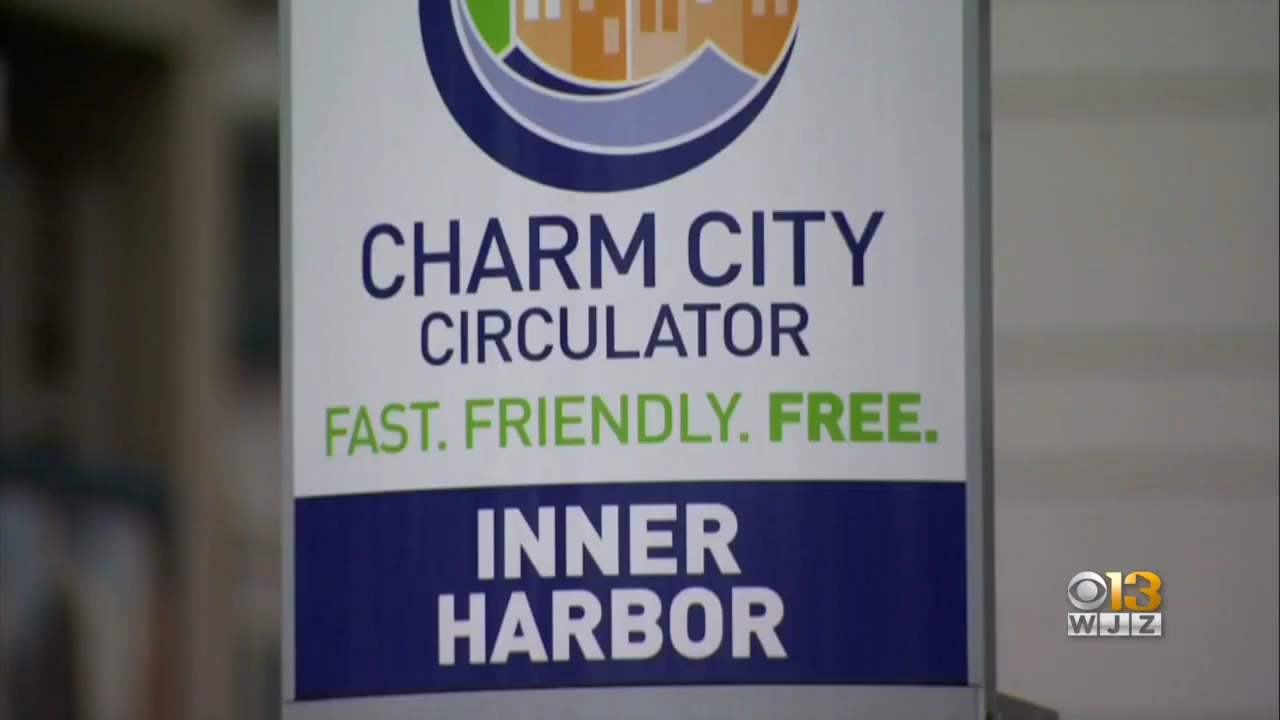 CHARM CITY
CIRCULATOR
FAST. FRIENDLY. FREE.
INNER
HARBOR
13
WJZ